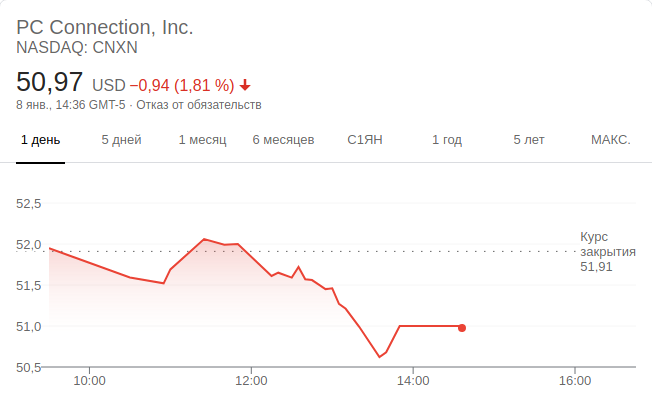 PC Connection, Inc.
NASDAQ: CNXN
50,97 USD −0,94 (1,81 %)
8 янв., 14:36 GMT-5 · Отказ от обязательств
1 день 5 дней 1 месяц 6 месяцев С1ЯН 1 год 5 лет МАКС.
52,5
52,0
51,5
51,0
50,5
Курс
закрытия
51,91
10:00 12:00 14:00 16:00